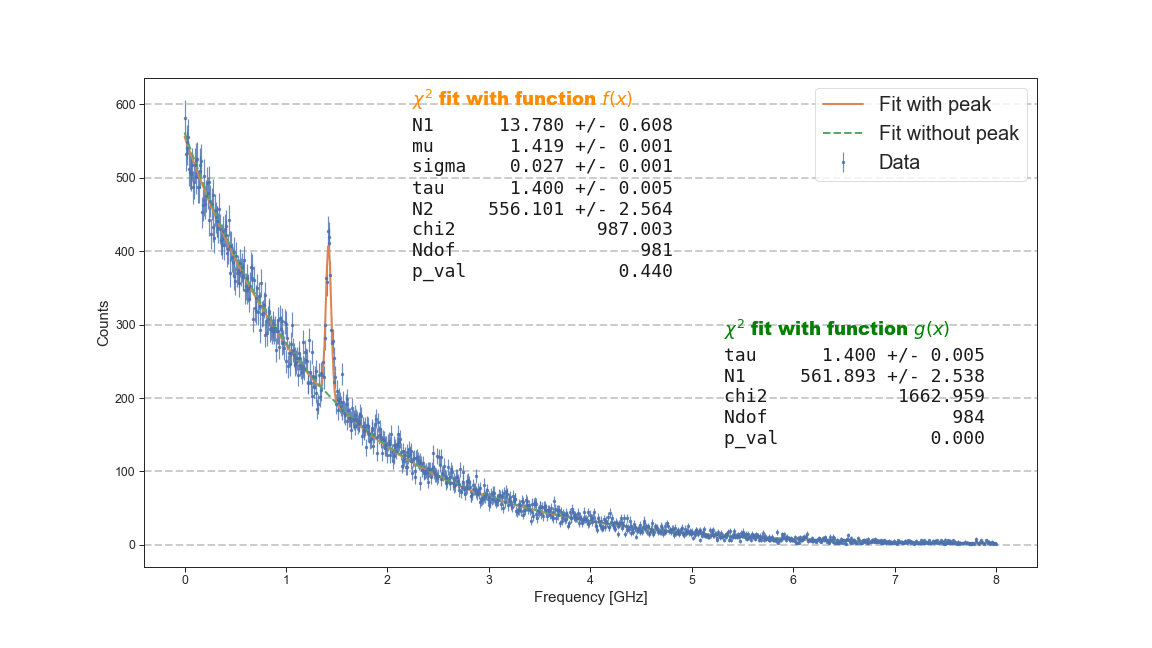 χ² fit with function f(x)
N1 13.780 +/- 0.608
mu 1.419 +/- 0.001
sigma 0.027 +/- 0.001
tau 1.400 +/- 0.005
N2 556.101 +/- 2.564
chi2 987.003
Ndof 981
p_val 0.440
Fit with peak
Fit without peak
Data
χ² fit with function g(x)
tau 1.400 +/- 0.005
N1 561.893 +/- 2.538
chi2 1662.959
Ndof 984
p_val 0.000
Counts
600
500
400
300
200
100
0
0 1 2 3 4 5 6 7 8
Frequency [GHz]